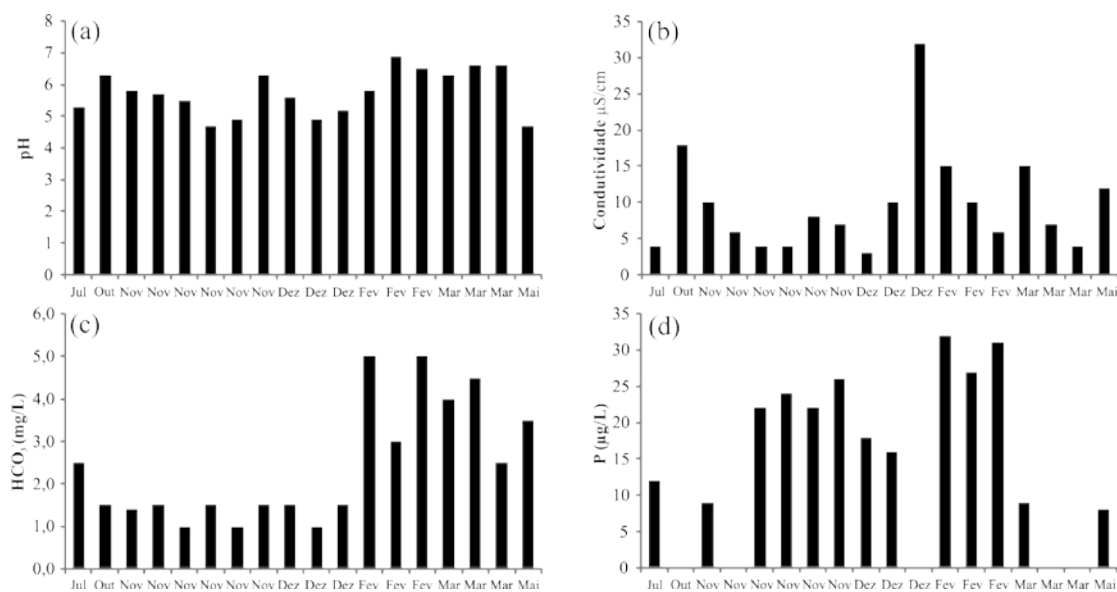 (a)
8
7
6
5
4
3
2
1
0
pH
Jul Out Nov Nov Nov Nov Nov Nov Dez Dez Dez Fev Fev Fev Mar Mar Mar Mai
(b)
35
30
25
20
15
10
5
0
Condutividade µS/cm
Jul Out Nov Nov Nov Nov Nov Nov Dez Dez Dez Fev Fev Fev Mar Mar Mar Mai
(c)
6,0
5,0
4,0
3,0
2,0
1,0
0,0
HCO₃⁻(mg/L)
Jul Out Nov Nov Nov Nov Nov Nov Dez Dez Dez Fev Fev Fev Mar Mar Mar Mai
(d)
35
30
25
20
15
10
5
0
P (µg/L)
Jul Out Nov Nov Nov Nov Nov Nov Dez Dez Dez Fev Fev Fev Mar Mar Mar Mai